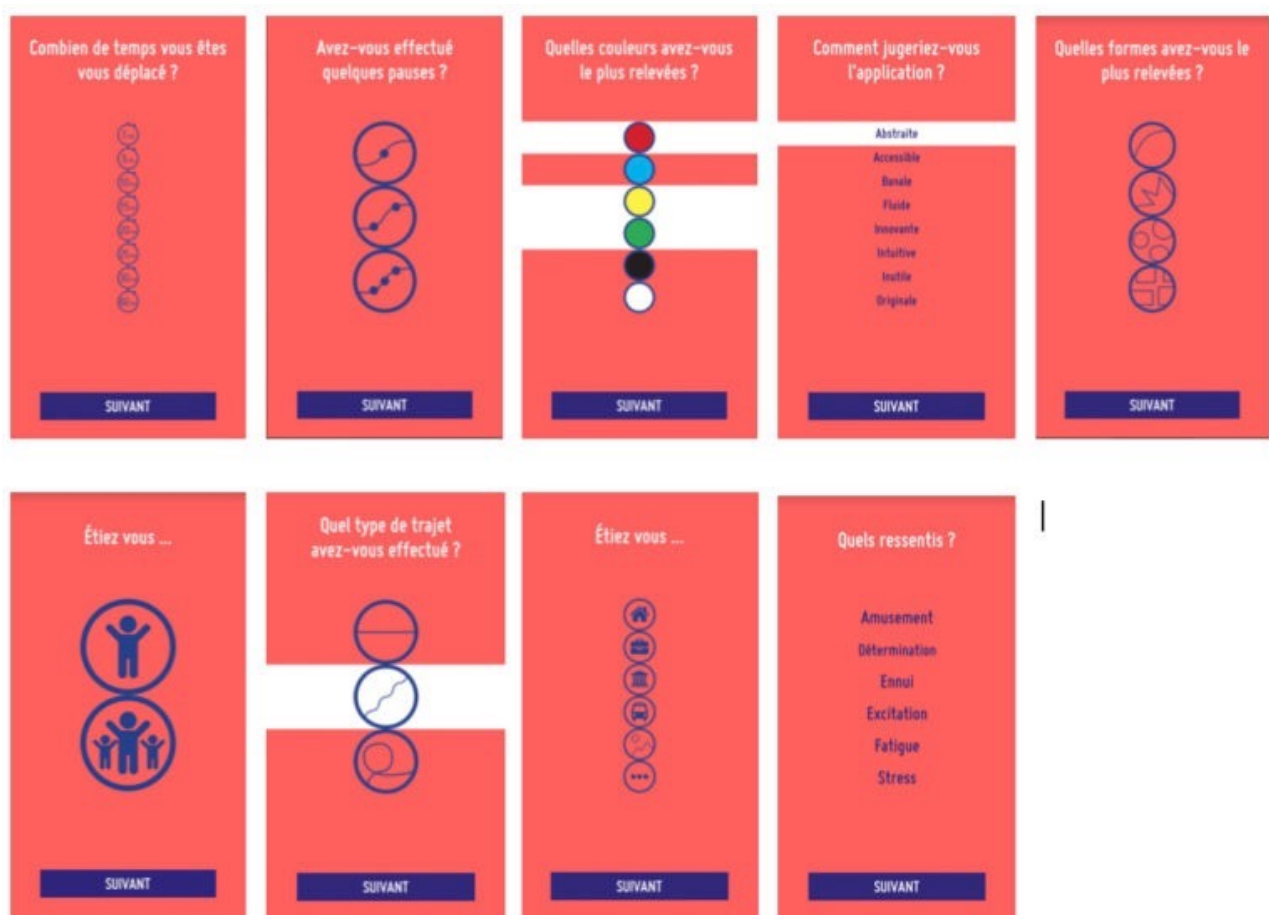 Combien de temps vous êtes
vous déplacé ?
SUIVANT
Avez-vous effectué
quelques pauses ?
SUIVANT
Quelles couleurs avez-vous
le plus relevées ?
SUIVANT
Comment jugeriez-vous
l'application ?
Abstraite
Accessible
Banale
Fluide
Innovante
Intuitive
Inutile
Originale
SUIVANT
Quelles formes avez-vous le
plus relevées ?
SUIVANT
Étiez vous ...
SUIVANT
Quel type de trajet
avez-vous effectué ?
SUIVANT
Étiez vous ...
SUIVANT
Quels ressentis ?
Amusement
Détermination
Ennui
Excitation
Fatigue
Stress
SUIVANT